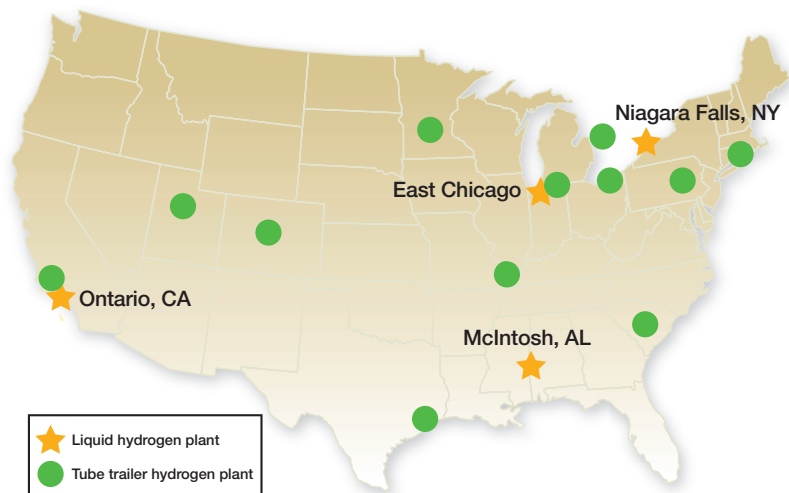 Niagara Falls, NY
East Chicago
Ontario, CA
McIntosh, AL
Liquid hydrogen plant
Tube trailer hydrogen plant